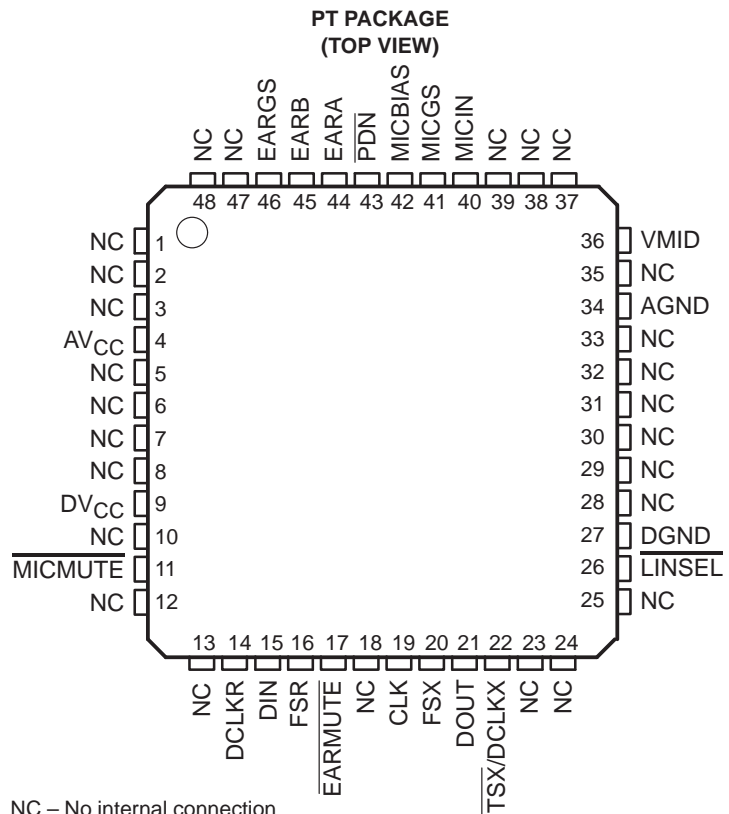 PT PACKAGE
(TOP VIEW)
NC
NC
EARGS
EARB
EARA
PDN
MICBIAS
MICGS
MICIN
NC
NC
NC
48 47 46 45 44 43 42 41 40 39 38 37
NC 1
NC 2
NC 3
AVCC 4
NC 5
NC 6
NC 7
NC 8
DVCC 9
NC 10
MICMUTE 11
NC 12
36 VMID
35 NC
34 AGND
33 NC
32 NC
31 NC
30 NC
29 NC
28 NC
27 DGND
26 LINSEL
25 NC
13 14 15 16 17 18 19 20 21 22 23 24
NC
DCLKR
DIN
FSR
EARMUTE
NC
CLK
FSX
DOUT
TSX/DCLKX
NC
NC
NC – No internal connection